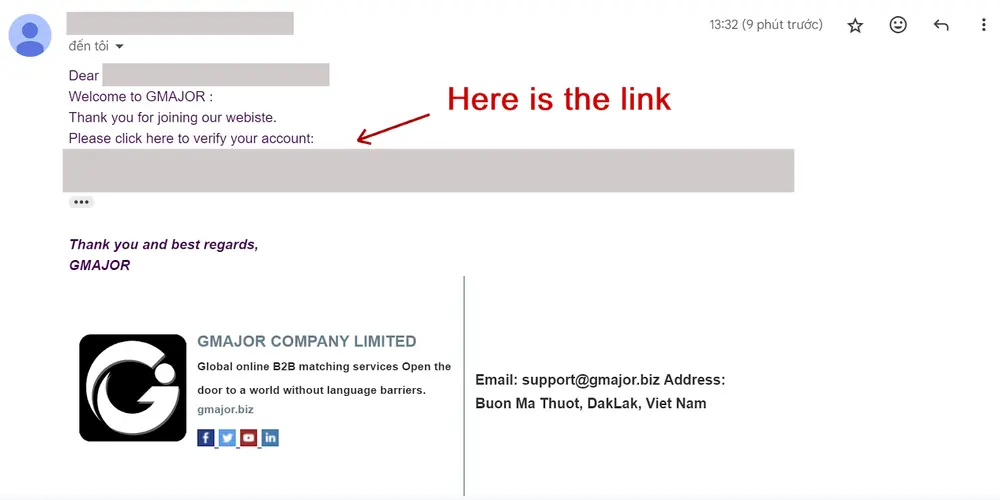 13:32 (9 phút trước)
đến tôi
Dear
Welcome to GMAJOR :
Thank you for joining our webiste.
Please click here to verify your account:
Here is the link
Thank you and best regards,
GMAJOR
GMAJOR COMPANY LIMITED
Global online B2B matching services Open the
door to a world without language barriers.
gmajor.biz
Email: support@gmajor.biz Address:
Buon Ma Thuot, DakLak, Viet Nam